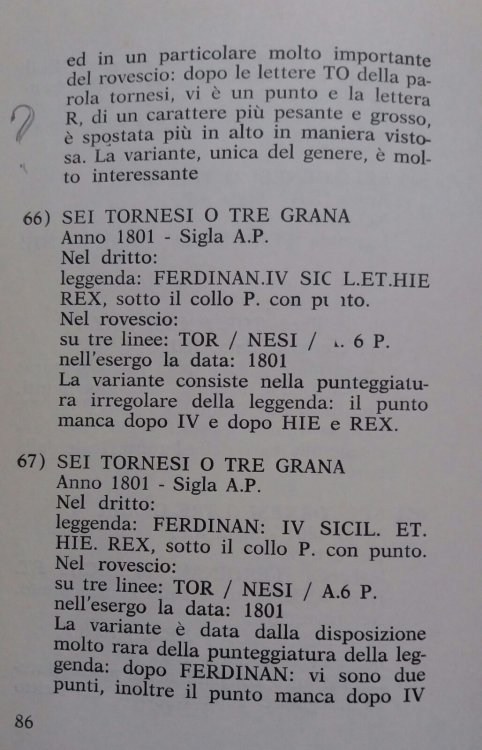 ed in un particolare molto importante
del rovescio: dopo le lettere TO della pa-
rola tornesi, vi è un punto e la lettera
R, di un carattere più pesante e grosso,
è spostata più in alto in maniera visto-
sa. La variante, unica del genere, è mol-
to interessante
?
66) SEI TORNESI O TRE GRANA
Anno 1801 - Sigla A.P.
Nel dritto:
leggenda: FERDINAN.IV SIC L.ET.HIE
REX, sotto il collo P. con punto.
Nel rovescio:
su tre linee: TOR / NESI / . 6 P.
nell'esergo la data: 1801
La variante consiste nella punteggiatu-
ra irregolare della leggenda: il punto
manca dopo IV e dopo HIE e REX.
67) SEI TORNESI O TRE GRANA
Anno 1801 - Sigla A.P.
Nel dritto:
leggenda: FERDINAN: IV SICIL. ET.
HIE. REX, sotto il collo P. con punto.
Nel rovescio:
su tre linee: TOR / NESI / A.6 P.
nell'esergo la data: 1801
La variante è data dalla disposizione
molto rara della punteggiatura della leg-
genda: dopo FERDINAN: vi sono due
punti, inoltre il punto manca dopo IV
86